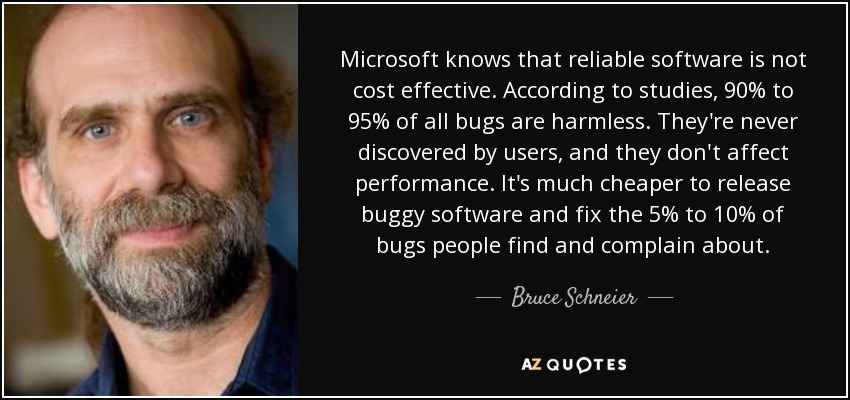 Microsoft knows that reliable software is not
cost effective. According to studies, 90% to
95% of all bugs are harmless. They're never
discovered by users, and they don't affect
performance. It's much cheaper to release
buggy software and fix the 5% to 10% of
bugs people find and complain about.
Bruce Schneier
AZ QUOTES